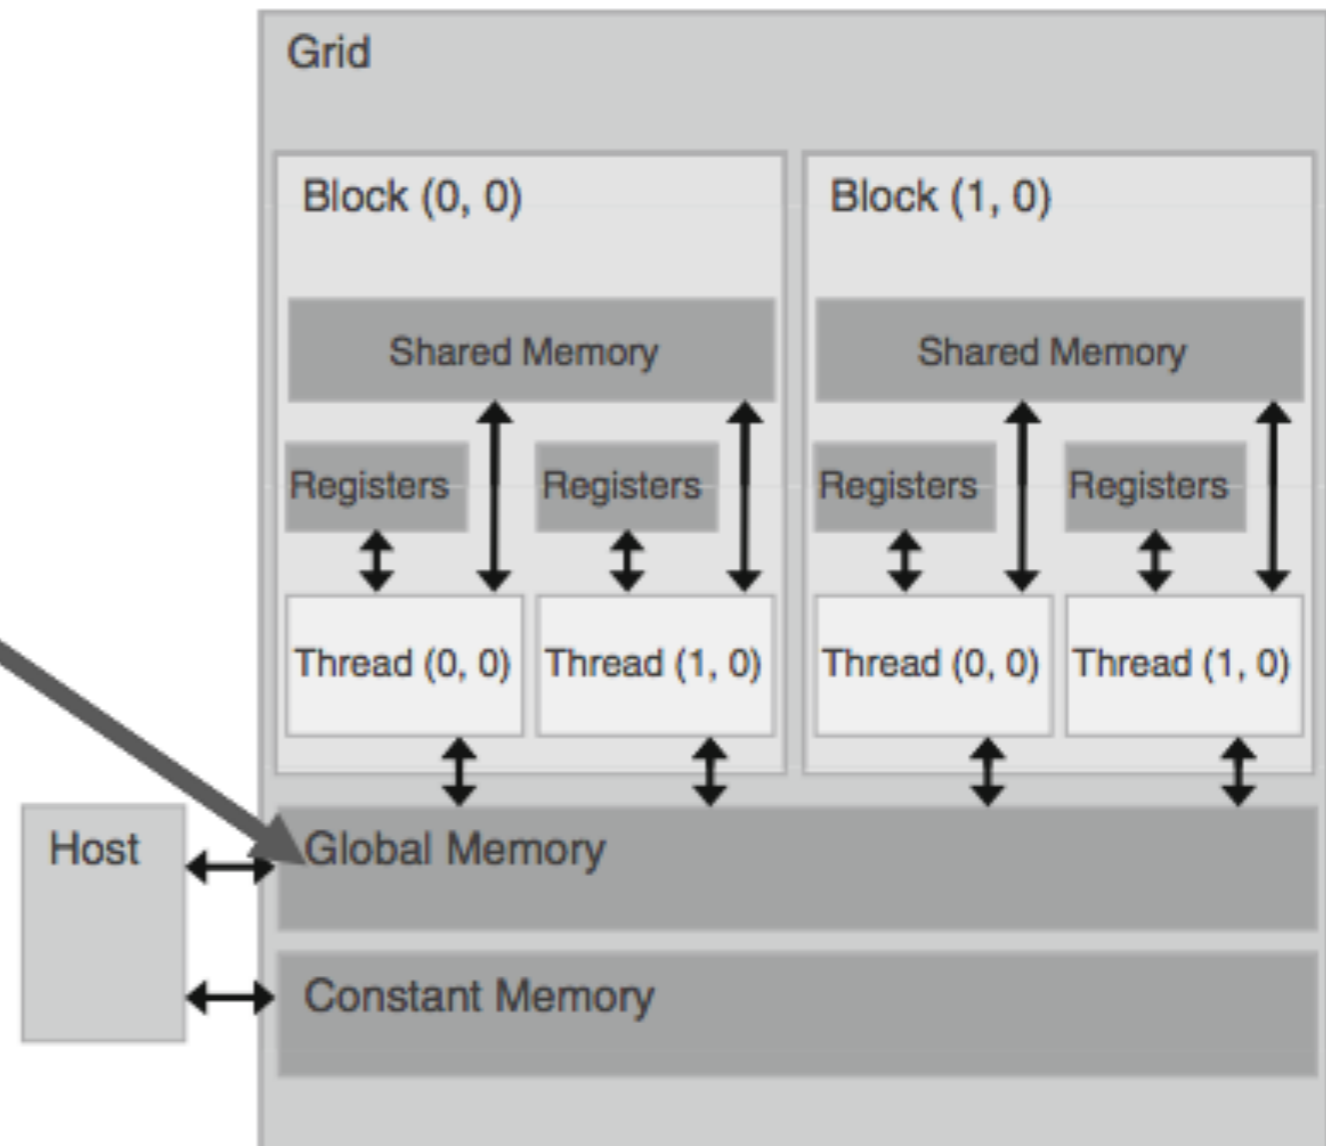 Grid
Block (0, 0)
Block (1, 0)
Shared Memory
Shared Memory
Registers
Registers
Registers
Registers
Thread (0, 0)
Thread (1, 0)
Thread (0, 0)
Thread (1, 0)
Host
Global Memory
Constant Memory